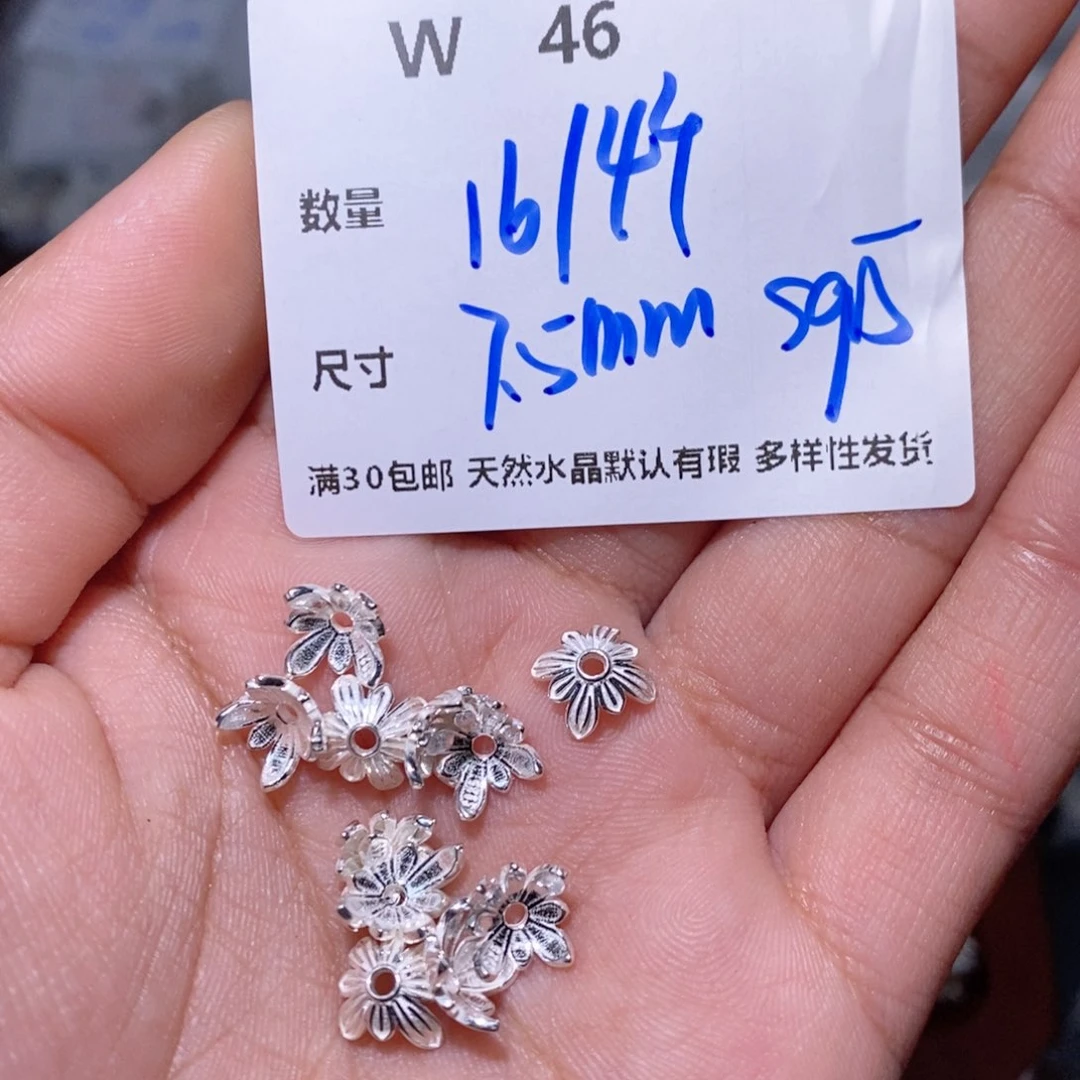 W 46
数量 16/4个
尺寸 7.5mm
满30包邮 天然水晶默认有瑕 多样性发货